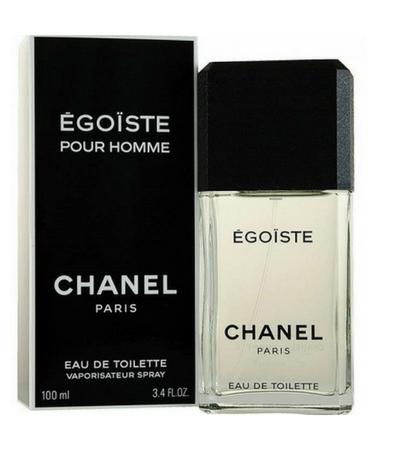 ÉGOÏSTE
POUR HOMME
CHANEL
PARIS
EAU DE TOILETTE
VAPORISATEUR SPRAY
100 ml 3.4 FL.OZ.
ÉGOÏSTE
CHANEL
PARIS
EAU DE TOILETTE